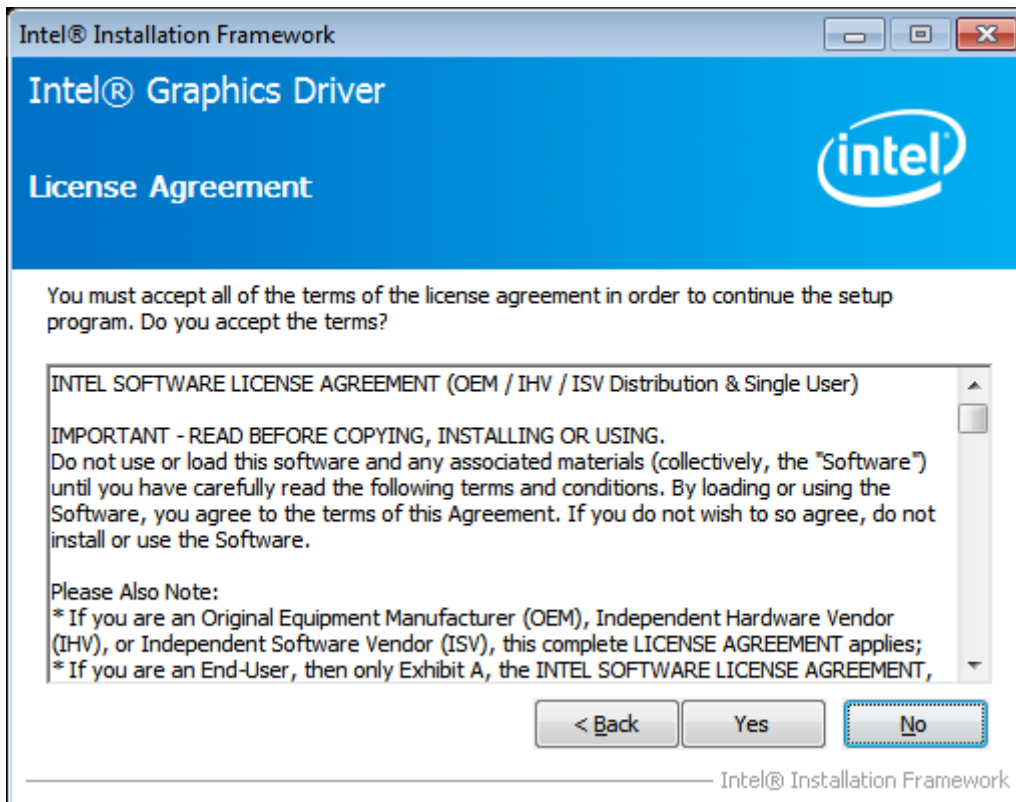 Intel® Installation Framework
Intel® Graphics Driver
intel
License Agreement
You must accept all of the terms of the license agreement in order to continue the setup
program. Do you accept the terms?
INTEL SOFTWARE LICENSE AGREEMENT (OEM / IHV / ISV Distribution & Single User)
IMPORTANT - READ BEFORE COPYING, INSTALLING OR USING.
Do not use or load this software and any associated materials (collectively, the "Software")
until you have carefully read the following terms and conditions. By loading or using the
Software, you agree to the terms of this Agreement. If you do not wish to so agree, do not
install or use the Software.
Please Also Note:
* If you are an Original Equipment Manufacturer (OEM), Independent Hardware Vendor
(IHV), or Independent Software Vendor (ISV), this complete LICENSE AGREEMENT applies;
* If you are an End-User, then only Exhibit A, the INTEL SOFTWARE LICENSE AGREEMENT,
< Back Yes No
Intel® Installation Framework